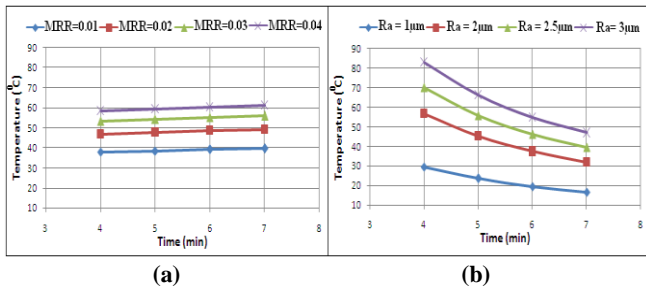 MRR=0.01 MRR=0.02 MRR=0.03 MRR=0.04
90
80
70
60
50
40
30
20
10
Temperature (⁰C)
3 4 5 6 7 8
Time (min)
(a)
Ra = 1µm Ra = 2µm Ra = 2.5µm Ra= 3µm
90
80
70
60
50
40
30
20
10
Temperature (⁰C)
3 4 5 6 7 8
Time (min)
(b)